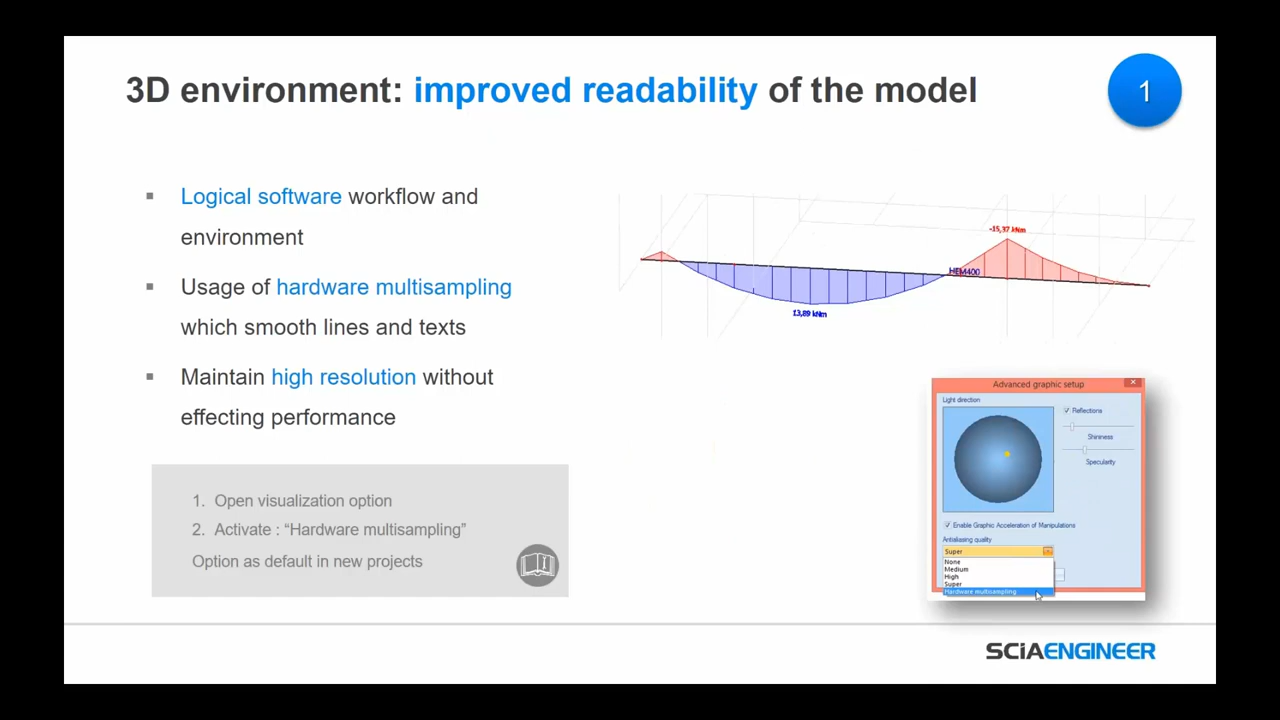 3D environment: improved readability of the model
1
Logical software workflow and
environment
Usage of hardware multisampling
which smooth lines and texts
Maintain high resolution without
effecting performance
1. Open visualization option
2. Activate : “Hardware multisampling”
Option as default in new projects
-15,37 kNm
HEM400
13,89 kNm
Advanced graphic setup
Light direction
Reflections
Shininess
Specularity
Enable Graphic Acceleration of Manipulations
Antialiasing quality
Super
None
Medium
High
Super
Hardware multisampling
SCiAENGINEER